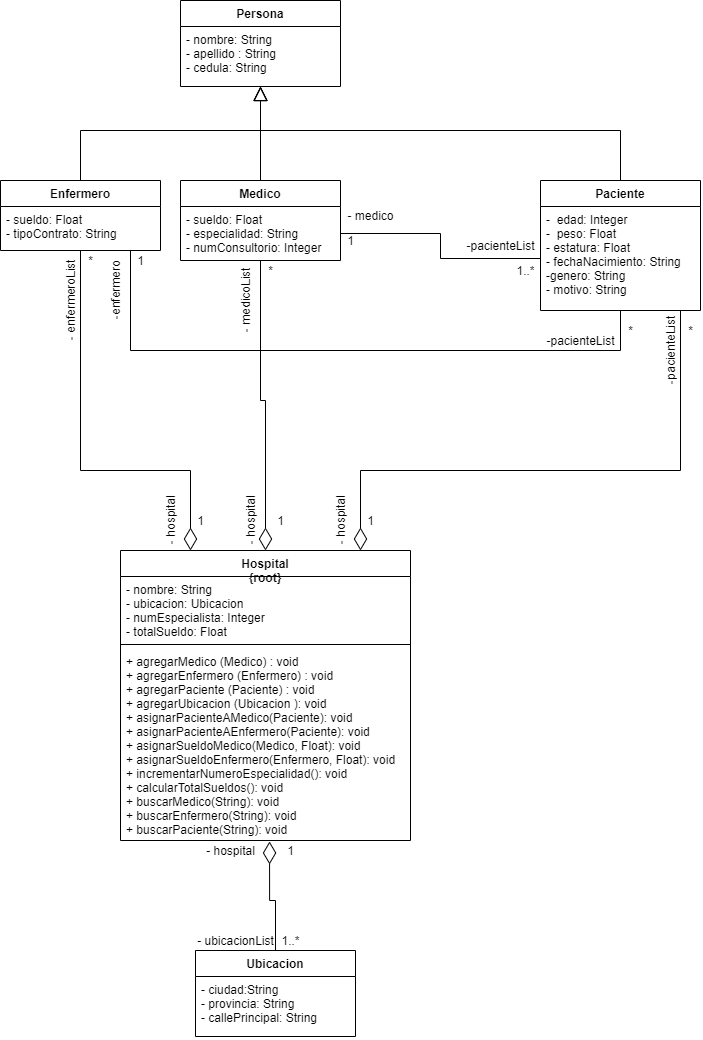 Persona
- nombre: String
- apellido : String
- cedula: String
Enfermero
- sueldo: Float
- tipoContrato: String
Medico
- sueldo: Float
- especialidad: String
- numConsultorio: Integer
- medico
1
-pacienteList
1..*
Paciente
-  edad: Integer
-  peso: Float
- estatura: Float
- fechaNacimiento: String
-genero: String
- motivo: String
- enfermeroList
*
-enfermero
1
- medicoList
*
-pacienteList
*
-pacienteList
*
- hospital
1
- hospital
1
- hospital
1
Hospital
{root}
- nombre: String
- ubicacion: Ubicacion
- numEspecialista: Integer
- totalSueldo: Float
+ agregarMedico (Medico) : void
+ agregarEnfermero (Enfermero) : void
+ agregarPaciente (Paciente) : void
+ agregarUbicacion (Ubicacion ): void
+ asignarPacienteAMedico(Paciente): void
+ asignarPacienteAEnfermero(Paciente): void
+ asignarSueldoMedico(Medico, Float): void
+ asignarSueldoEnfermero(Enfermero, Float): void
+ incrementarNumeroEspecialidad(): void
+ calcularTotalSueldos(): void
+ buscarMedico(String): void
+ buscarEnfermero(String): void
+ buscarPaciente(String): void
- hospital
1
- ubicacionList
1..*
Ubicacion
- ciudad:String
- provincia: String
- callePrincipal: String